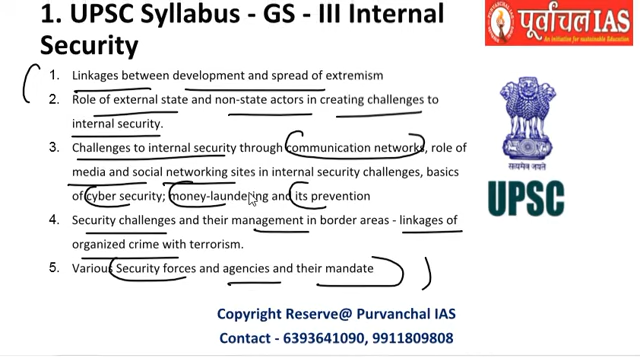 1. UPSC Syllabus - GS - III Internal
Security
पूर्वांचल IAS
An initiative for sustainable Education
1. Linkages between development and spread of extremism
2. Role of external state and non-state actors in creating challenges to
internal security.
3. Challenges to internal security through communication networks, role of
media and social networking sites in internal security challenges, basics
of cyber security; money-laundering and its prevention
4. Security challenges and their management in border areas - linkages of
organized crime with terrorism.
5. Various Security forces and agencies and their mandate
सत्यमेव जयते
UPSC
Copyright Reserve@ Purvanchal IAS
Contact - 6393641090, 9911809808